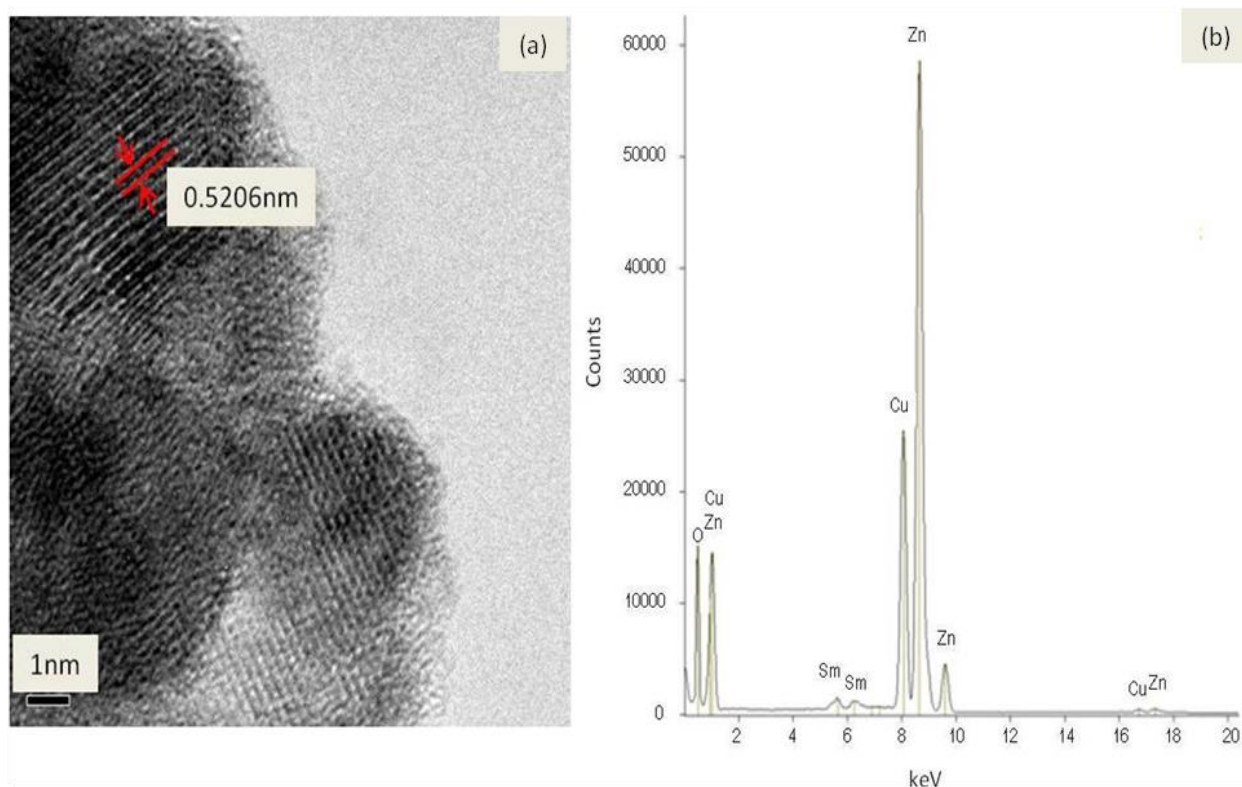 (a)
0.5206nm
1nm
(b)
60000
50000
40000
30000
20000
10000
0
Counts
Zn
Cu
Cu
Zn
O
Sm
Sm
Zn
Cu
Zn
2
4
6
8
10
12
14
16
18
20
keV